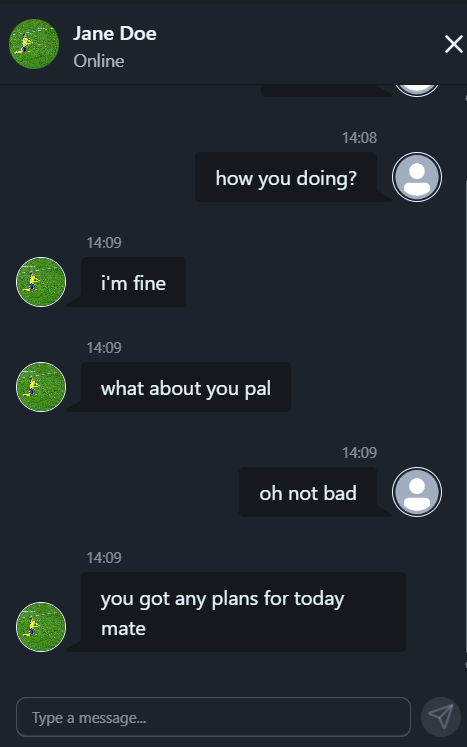 Jane Doe
Online
14:08
how you doing?
14:09
i'm fine
14:09
what about you pal
14:09
oh not bad
14:09
you got any plans for today
mate
Type a message...